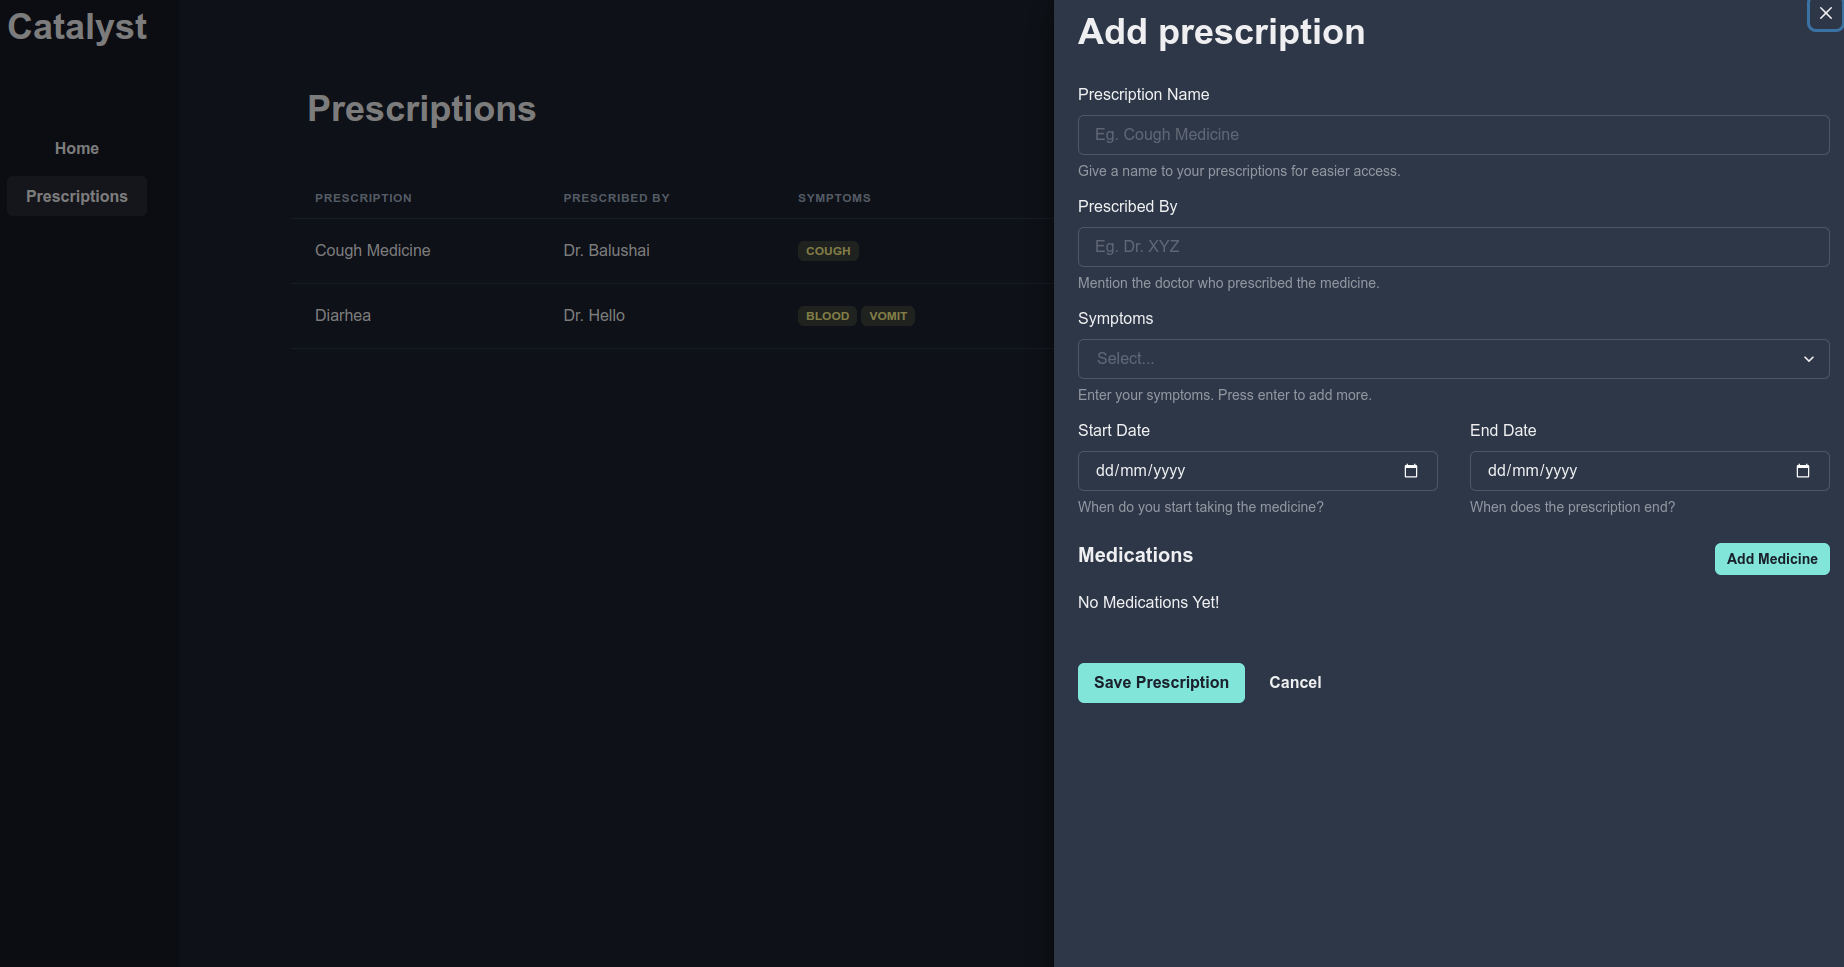 Catalyst
Home
Prescriptions
Prescriptions
PRESCRIPTION PRESCRIBED BY SYMPTOMS
Cough Medicine Dr. Balushai COUGH
Diarhea Dr. Hello BLOOD VOMIT
Add prescription
Prescription Name
Eg. Cough Medicine
Give a name to your prescriptions for easier access.
Prescribed By
Eg. Dr. XYZ
Mention the doctor who prescribed the medicine.
Symptoms
Select...
Enter your symptoms. Press enter to add more.
Start Date End Date
dd/mm/yyyy dd/mm/yyyy
When do you start taking the medicine? When does the prescription end?
Medications Add Medicine
No Medications Yet!
Save Prescription Cancel